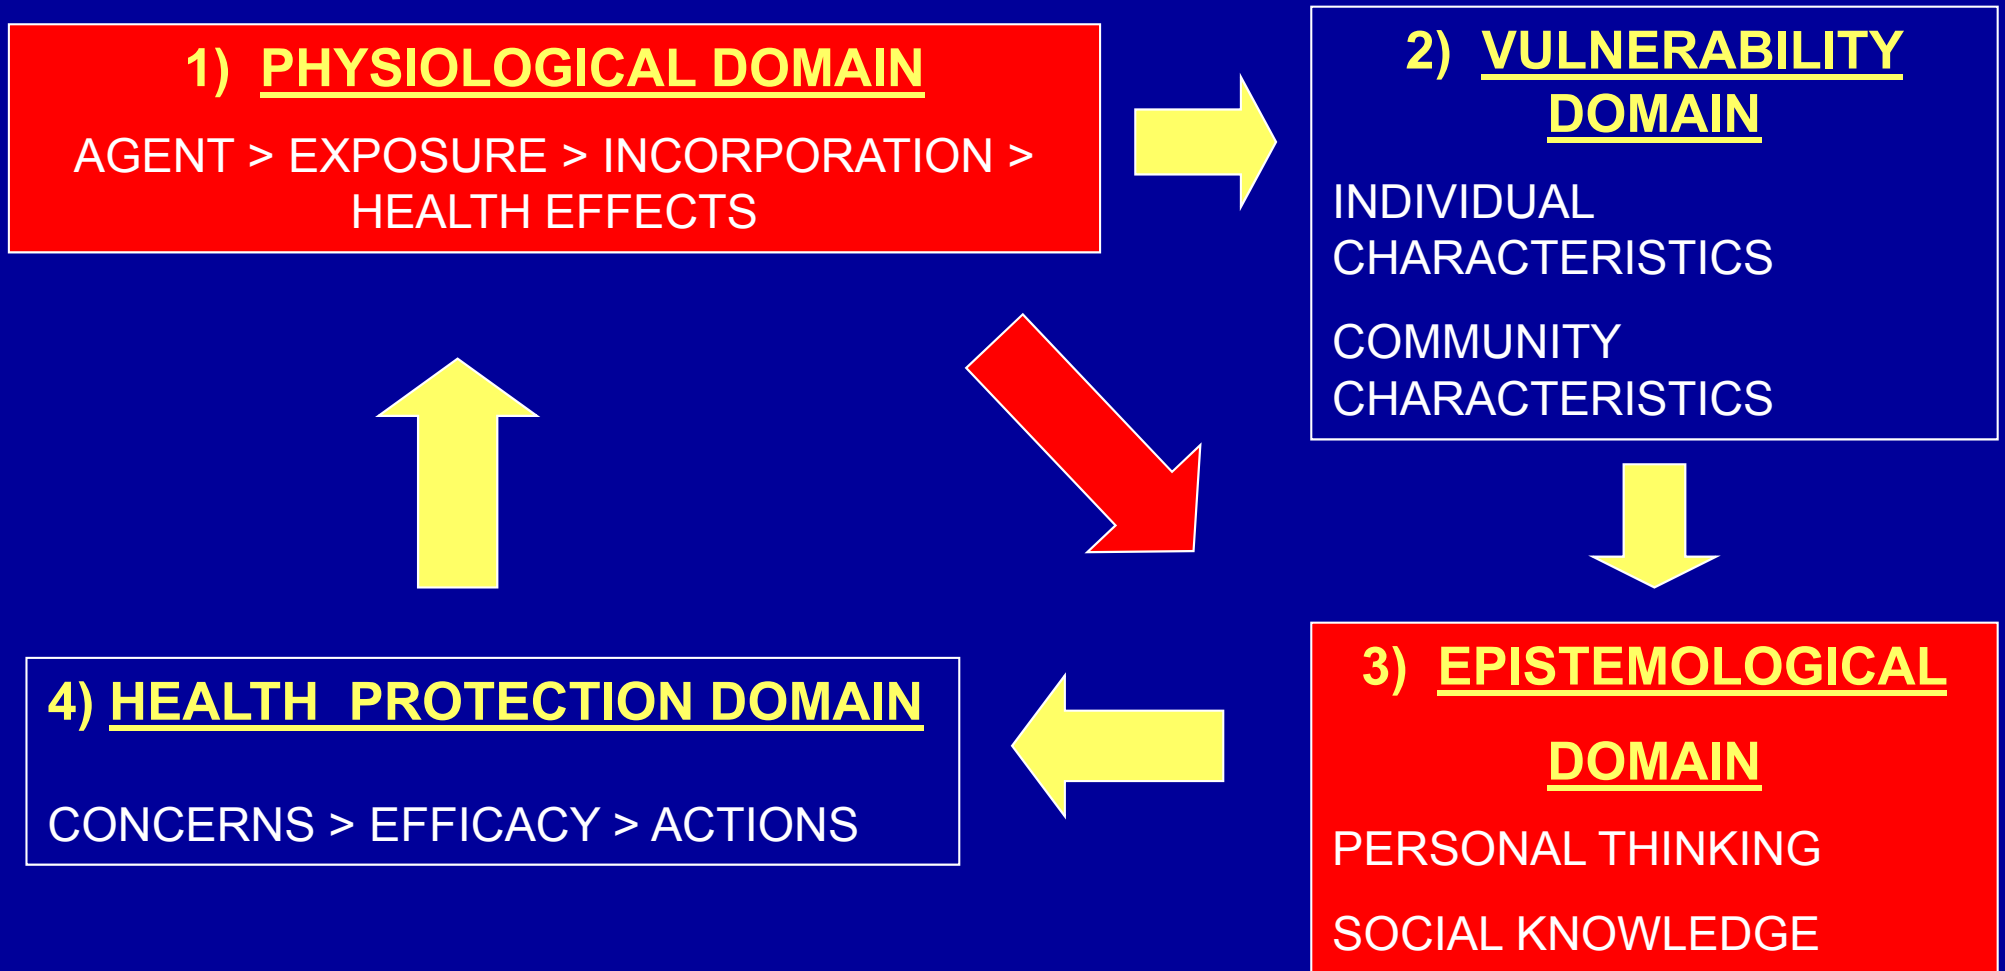 1) PHYSIOLOGICAL DOMAIN
AGENT > EXPOSURE > INCORPORATION >
HEALTH EFFECTS
2) VULNERABILITY
DOMAIN
INDIVIDUAL
CHARACTERISTICS
COMMUNITY
CHARACTERISTICS
3) EPISTEMOLOGICAL
DOMAIN
PERSONAL THINKING
SOCIAL KNOWLEDGE
4) HEALTH PROTECTION DOMAIN
CONCERNS > EFFICACY > ACTIONS